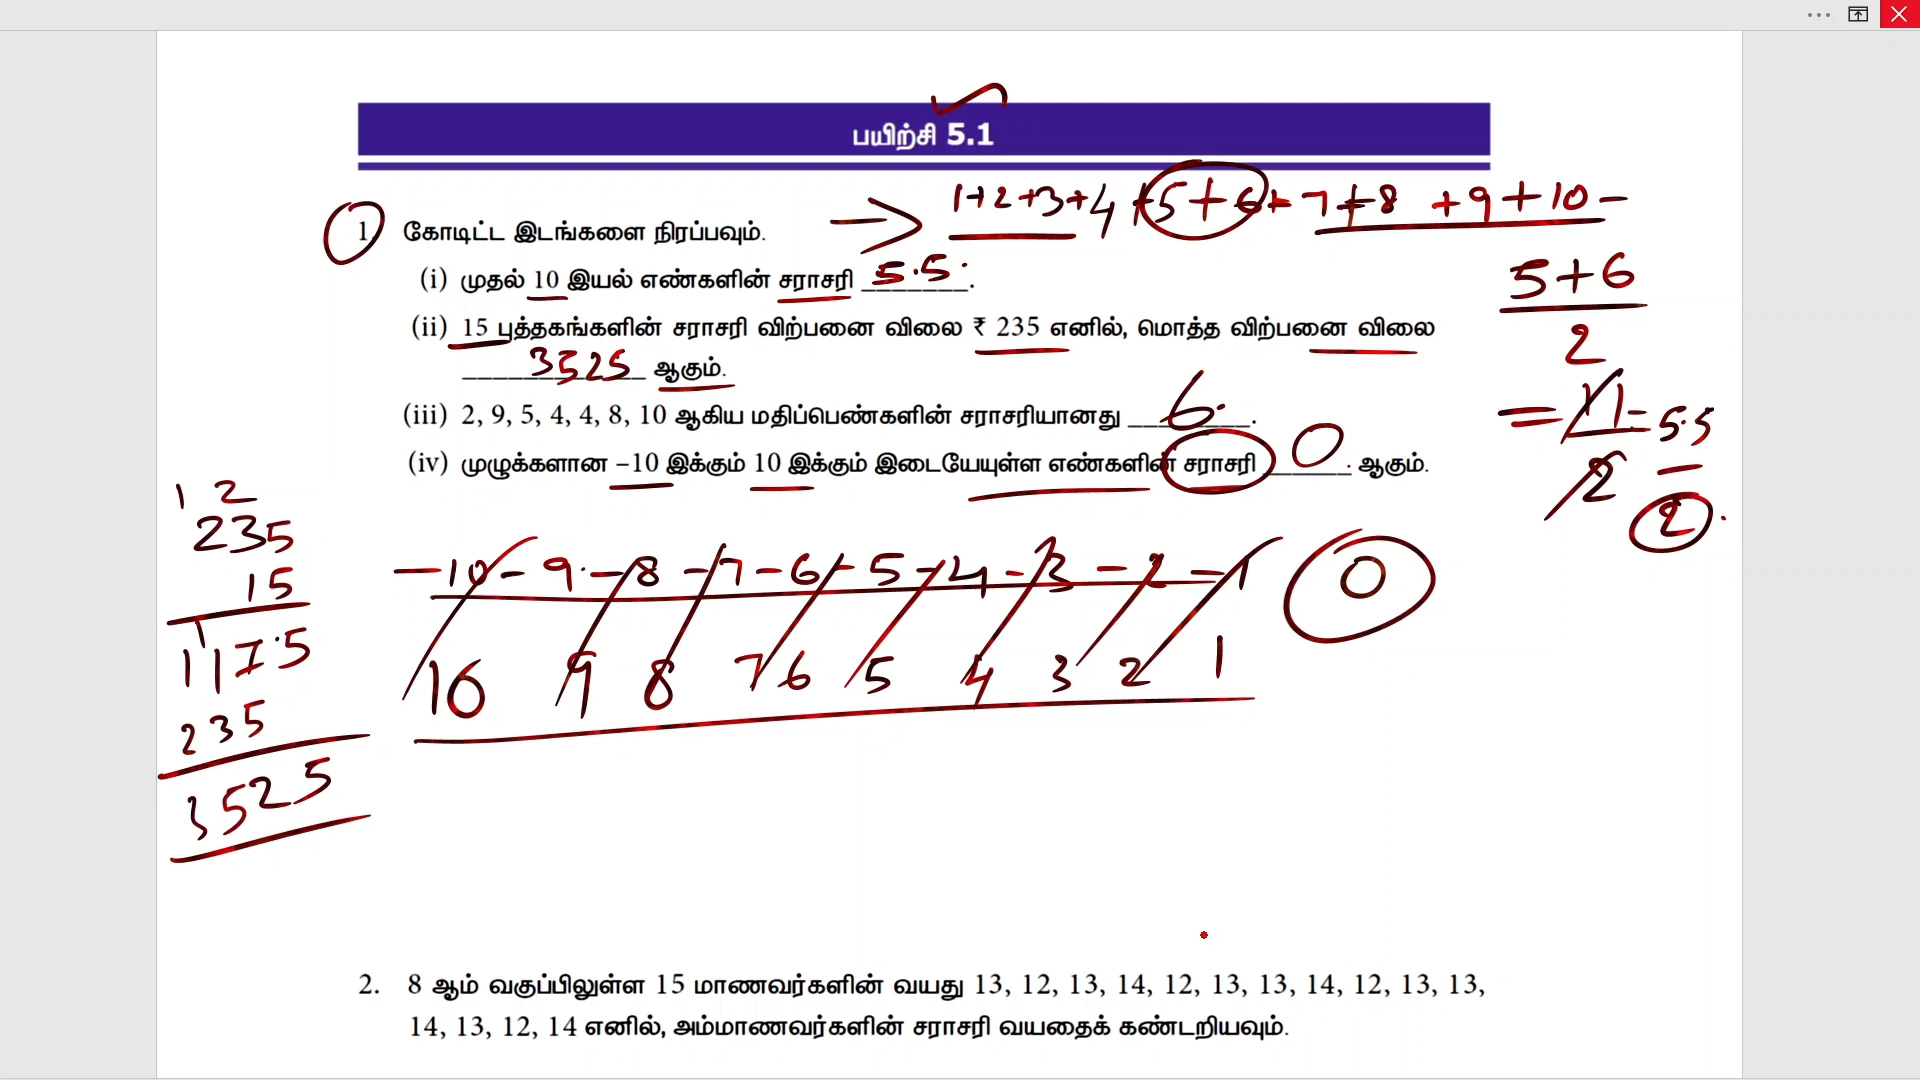 பயிற்சி 5.1
1+2+3+4+5+6+7+8+9+10
1. கோடிட்ட இடங்களை நிரப்பவும்.
(i) முதல் 10 இயல் எண்களின் சராசரி 5.5.
5+6
2
(ii) 15 புத்தகங்களின் சராசரி விற்பனை விலை ₹ 235 எனில், மொத்த விற்பனை விலை
3525 ஆகும்.
(iii) 2, 9, 5, 4, 4, 8, 10 ஆகிய மதிப்பெண்களின் சராசரியானது 6.
= 11 = 5.5
2 2
(iv) முழுக்களான –10 இக்கும் 10 இக்கும் இடையேயுள்ள எண்களின் சராசரி 0 ஆகும்.
1 2
235
15
1175
235
3525
-10 - 9 - 8 - 7 - 6 - 5 - 4 - 3 - 2 - 1 0
10 9 8 7 6 5 4 3 2 1
2. 8 ஆம் வகுப்பிலுள்ள 15 மாணவர்களின் வயது 13, 12, 13, 14, 12, 13, 13, 14, 12, 13, 13,
14, 13, 12, 14 எனில், அம்மாணவர்களின் சராசரி வயதைக் கண்டறியவும்.